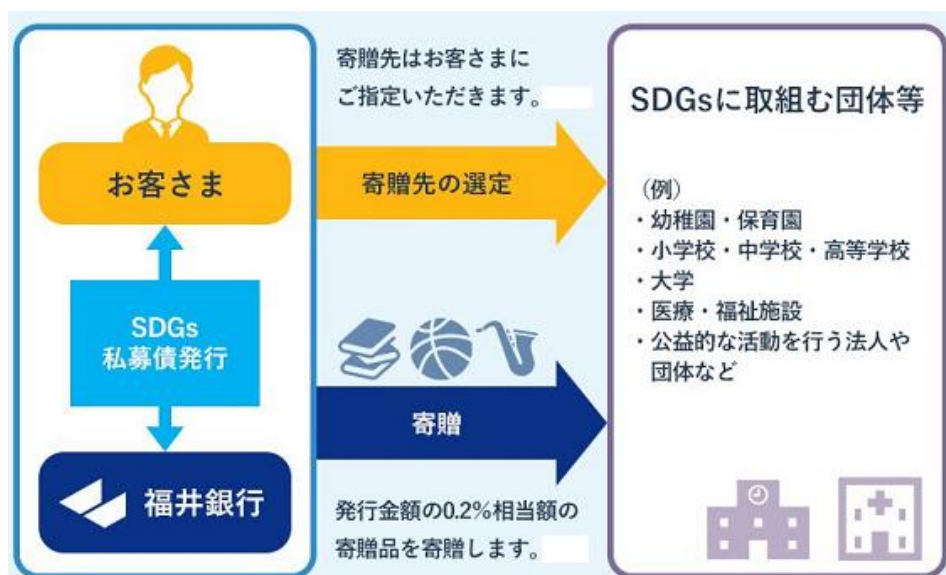 お客さま
SDGs
私募債発行
福井銀行
寄贈先はお客さまに
ご指定いただきます。
寄贈先の選定
寄贈
発行金額の0.2%相当額の
寄贈品を寄贈します。
SDGsに取組む団体等
（例）
・幼稚園・保育園
・小学校・中学校・高等学校
・大学
・医療・福祉施設
・公益的な活動を行う法人や
団体など